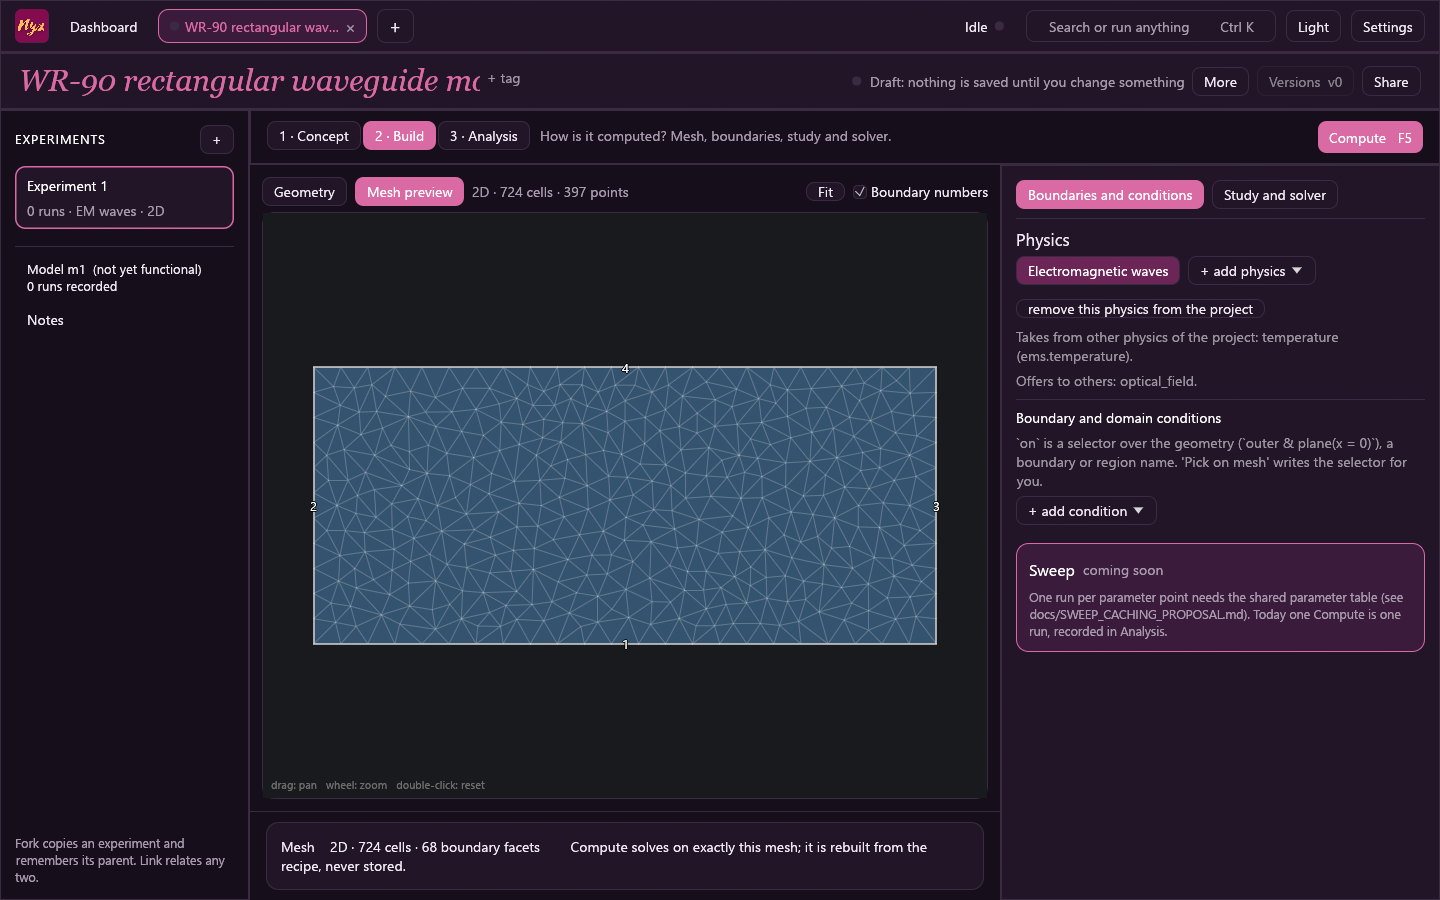 Nyx
Dashboard
WR-90 rectangular wav... ×
+
Idle
Search or run anything Ctrl K
Light
Settings
WR-90 rectangular waveguide mo
+ tag
Draft: nothing is saved until you change something
More
Versions v0
Share
EXPERIMENTS
+
Experiment 1
0 runs · EM waves · 2D
Model m1 (not yet functional)
0 runs recorded
Notes
Fork copies an experiment and
remembers its parent. Link relates any
two.
1 · Concept
2 · Build
3 · Analysis
How is it computed? Mesh, boundaries, study and solver.
Compute F5
Geometry
Mesh preview
2D · 724 cells · 397 points
Fit
Boundary numbers
4
2
3
1
drag: pan wheel: zoom double-click: reset
Mesh 2D · 724 cells · 68 boundary facets Compute solves on exactly this mesh; it is rebuilt from the
recipe, never stored.
Boundaries and conditions
Study and solver
Physics
Electromagnetic waves
+ add physics
remove this physics from the project
Takes from other physics of the project: temperature
(ems.temperature).
Offers to others: optical_field.
Boundary and domain conditions
`on` is a selector over the geometry (`outer & plane(x = 0)`), a
boundary or region name. 'Pick on mesh' writes the selector for
you.
+ add condition
Sweep coming soon
One run per parameter point needs the shared parameter table (see
docs/SWEEP_CACHING_PROPOSAL.md). Today one Compute is one
run, recorded in Analysis.